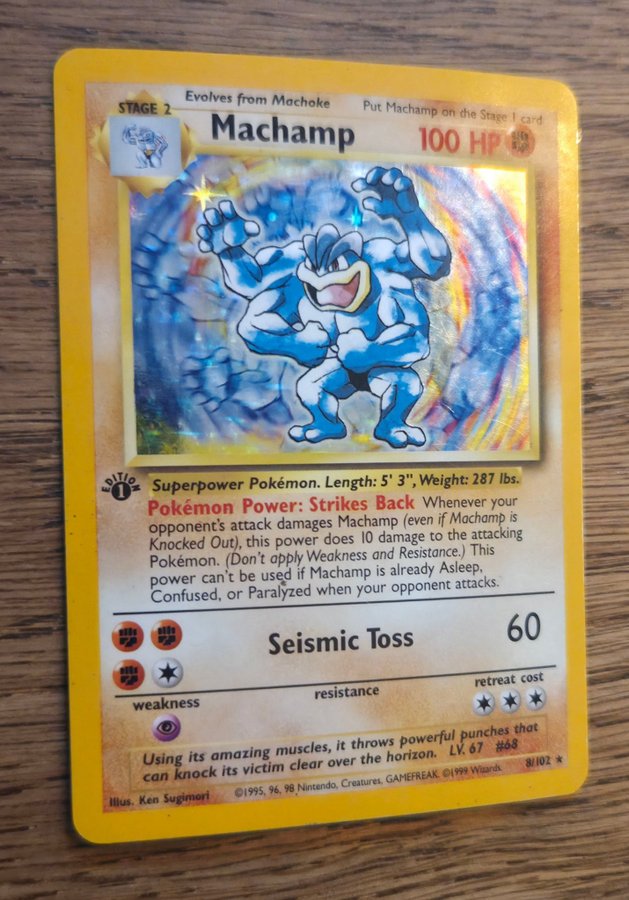 STAGE 2
Evolves from Machoke
Put Machamp on the Stage 1 card
Machamp
100 HP
EDITION
1
Superpower Pokémon. Length: 5' 3", Weight: 287 lbs.
Pokémon Power: Strikes Back Whenever your
opponent's attack damages Machamp (even if Machamp is
Knocked Out), this power does 10 damage to the attacking
Pokémon. (Don't apply Weakness and Resistance.) This
power can't be used if Machamp is already Asleep,
Confused, or Paralyzed when your opponent attacks.
Seismic Toss
60
weakness
resistance
retreat cost
Using its amazing muscles, it throws powerful punches that
can knock its victim clear over the horizon. LV. 67 #68
Illus. Ken Sugimori
©1995, 96, 98 Nintendo, Creatures, GAMEFREAK. ©1999 Wizards.
8/102 ★